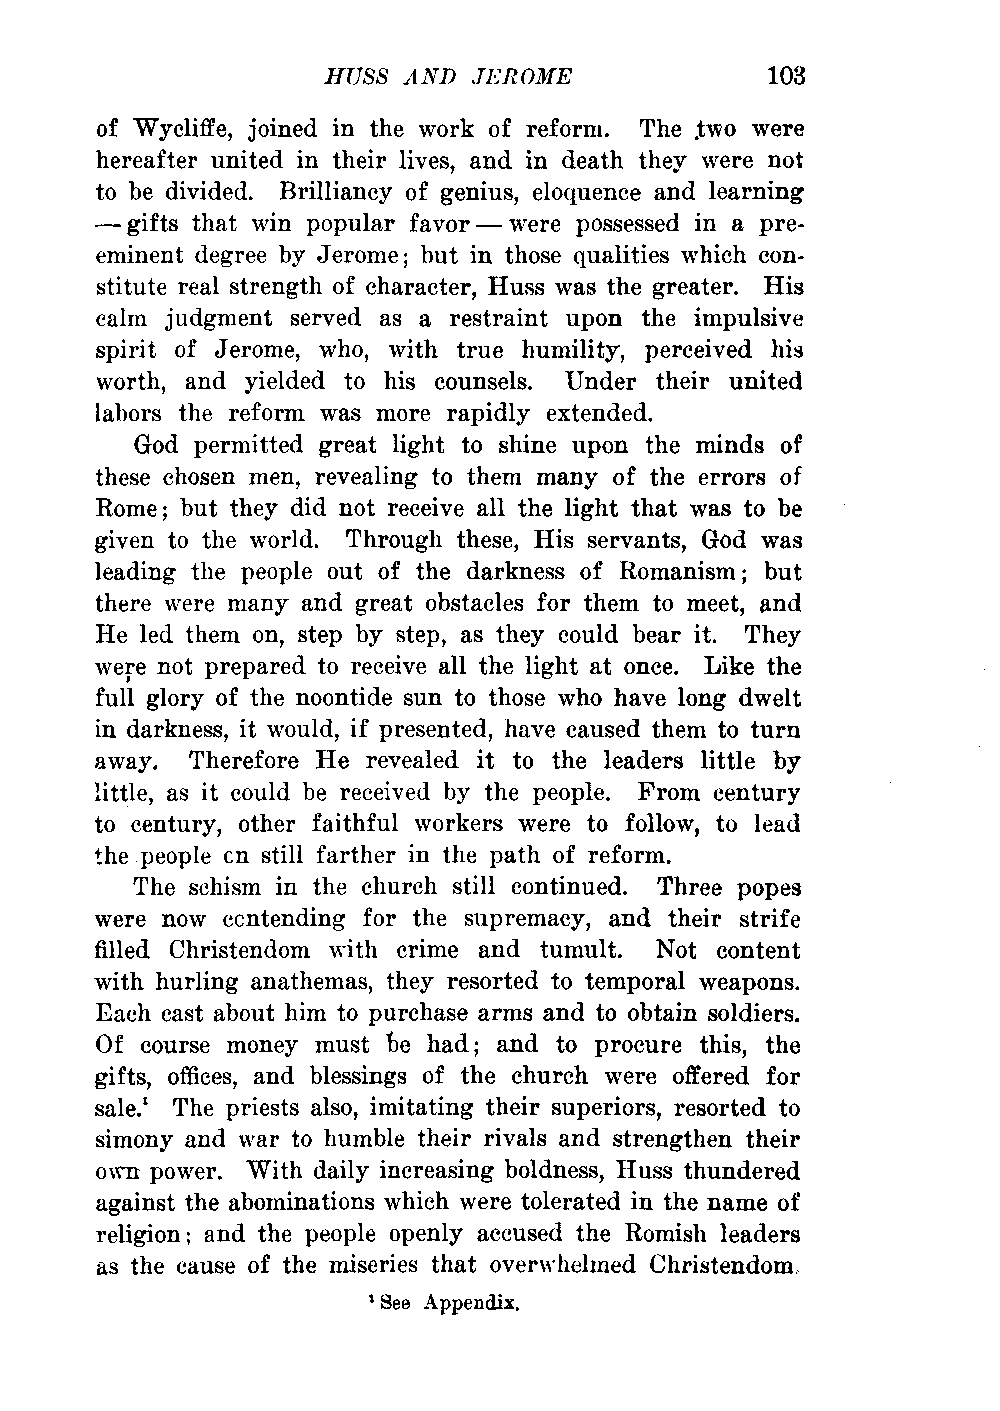 HUSS AND JEROME 103
of Wycliffe, joined in the work of reform. The two were
hereafter united in their lives, and in death they were not
to be divided. Brilliancy of genius, eloquence and learning
— gifts that win popular favor — were possessed in a pre-
eminent degree by Jerome; but in those qualities which con-
stitute real strength of character, Huss was the greater. His
calm judgment served as a restraint upon the impulsive
spirit of Jerome, who, with true humility, perceived his
worth, and yielded to his counsels. Under their united
labors the reform was more rapidly extended.
God permitted great light to shine upon the minds of
these chosen men, revealing to them many of the errors of
Rome; but they did not receive all the light that was to be
given to the world. Through these, His servants, God was
leading the people out of the darkness of Romanism; but
there were many and great obstacles for them to meet, and
He led them on, step by step, as they could bear it. They
were not prepared to receive all the light at once. Like the
full glory of the noontide sun to those who have long dwelt
in darkness, it would, if presented, have caused them to turn
away. Therefore He revealed it to the leaders little by
little, as it could be received by the people. From century
to century, other faithful workers were to follow, to lead
the people on still farther in the path of reform.
The schism in the church still continued. Three popes
were now contending for the supremacy, and their strife
filled Christendom with crime and tumult. Not content
with hurling anathemas, they resorted to temporal weapons.
Each cast about him to purchase arms and to obtain soldiers.
Of course money must be had; and to procure this, the
gifts, offices, and blessings of the church were offered for
sale.¹ The priests also, imitating their superiors, resorted to
simony and war to humble their rivals and strengthen their
own power. With daily increasing boldness, Huss thundered
against the abominations which were tolerated in the name of
religion; and the people openly accused the Romish leaders
as the cause of the miseries that overwhelmed Christendom.
¹ See Appendix.